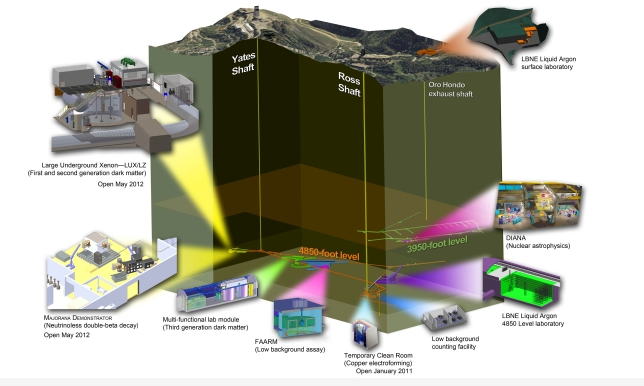 Yates
Shaft
Ross
Shaft
Oro Hondo
exhaust shaft
LBNE Liquid Argon
surface laboratory
Large Underground Xenon—LUX/LZ
(First and second generation dark matter)
Open May 2012
4850-foot level
3950-foot level
DIANA
(Nuclear astrophysics)
MAJORANA DEMONSTRATOR
(Neutrinoless double-beta decay)
Open May 2012
Multi-functional lab module
(Third generation dark matter)
FAARM
(Low background assay)
Temporary Clean Room
(Copper electroforming)
Open January 2011
Low background
counting facility
LBNE Liquid Argon
4850 Level laboratory